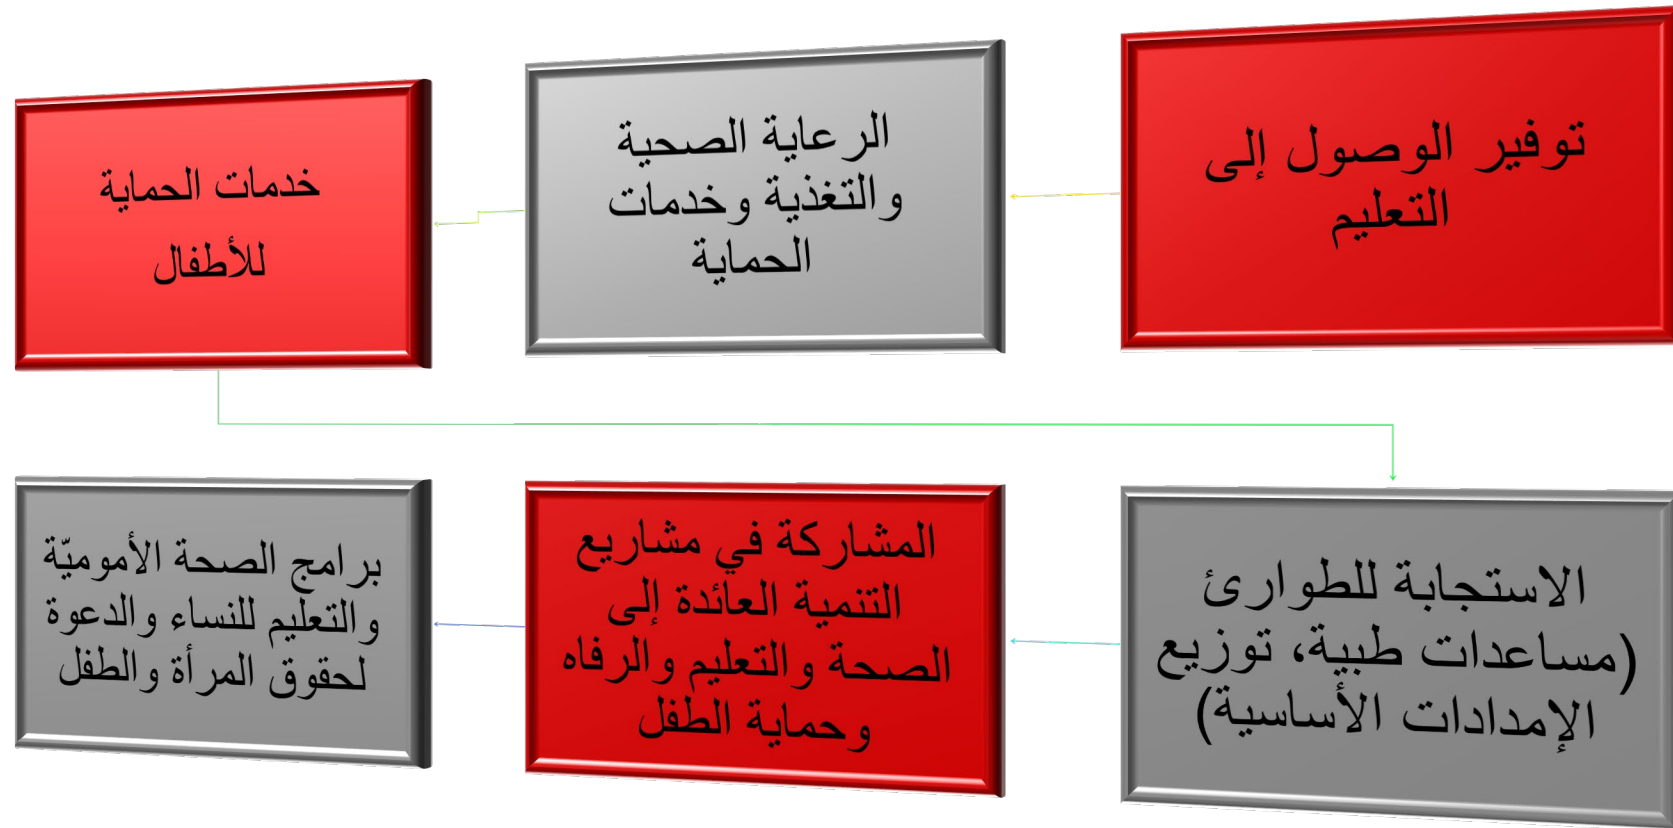 توفير الوصول إلى
التعليم
الرعاية الصحية
والتغذية وخدمات
الحماية
خدمات الحماية
للأطفال
الاستجابة للطوارئ
(مساعدات طبية، توزيع
الإمدادات الأساسية)
المشاركة في مشاريع
التنمية العائدة إلى
الصحة والتعليم والرفاه
وحماية الطفل
برامج الصحة الأموميّة
والتعليم للنساء والدعوة
لحقوق المرأة والطفل